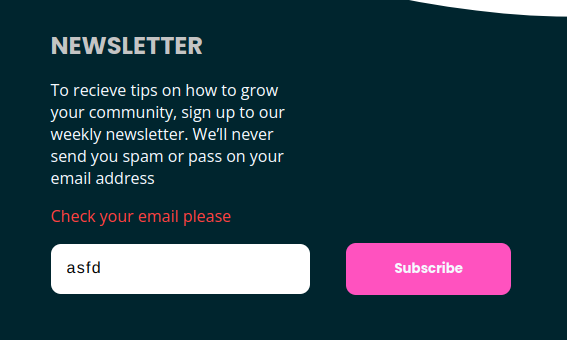 NEWSLETTER
To recieve tips on how to grow
your community, sign up to our
weekly newsletter. We’ll never
send you spam or pass on your
email address
Check your email please
asfd
Subscribe